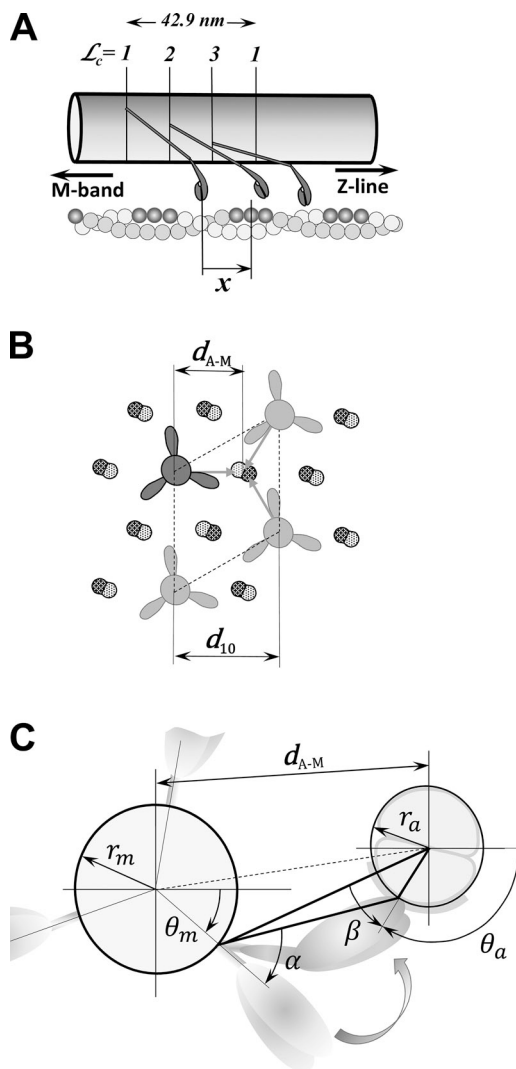 A
42.9 nm
ℒc= 1 2 3 1
M-band
Z-line
x
B
dA-M
d10
C
dA-M
rm
ra
θm
α
β
θa